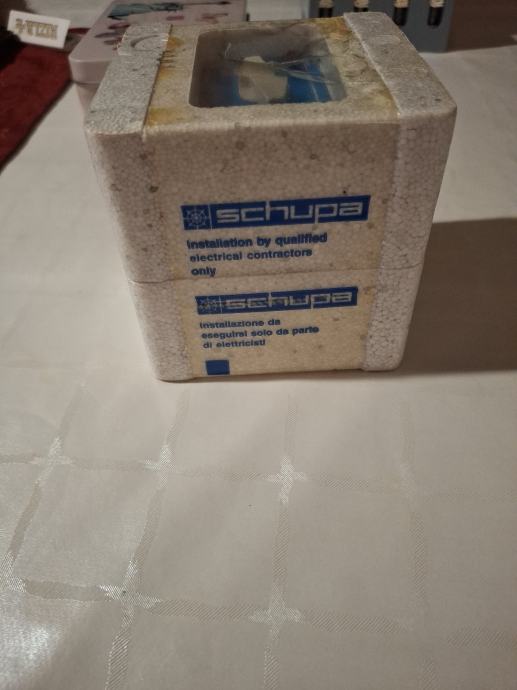 schupa
installation by qualified
electrical contractors
only
schupa
installazione da
eseguirsi solo da parte
di elettricisti